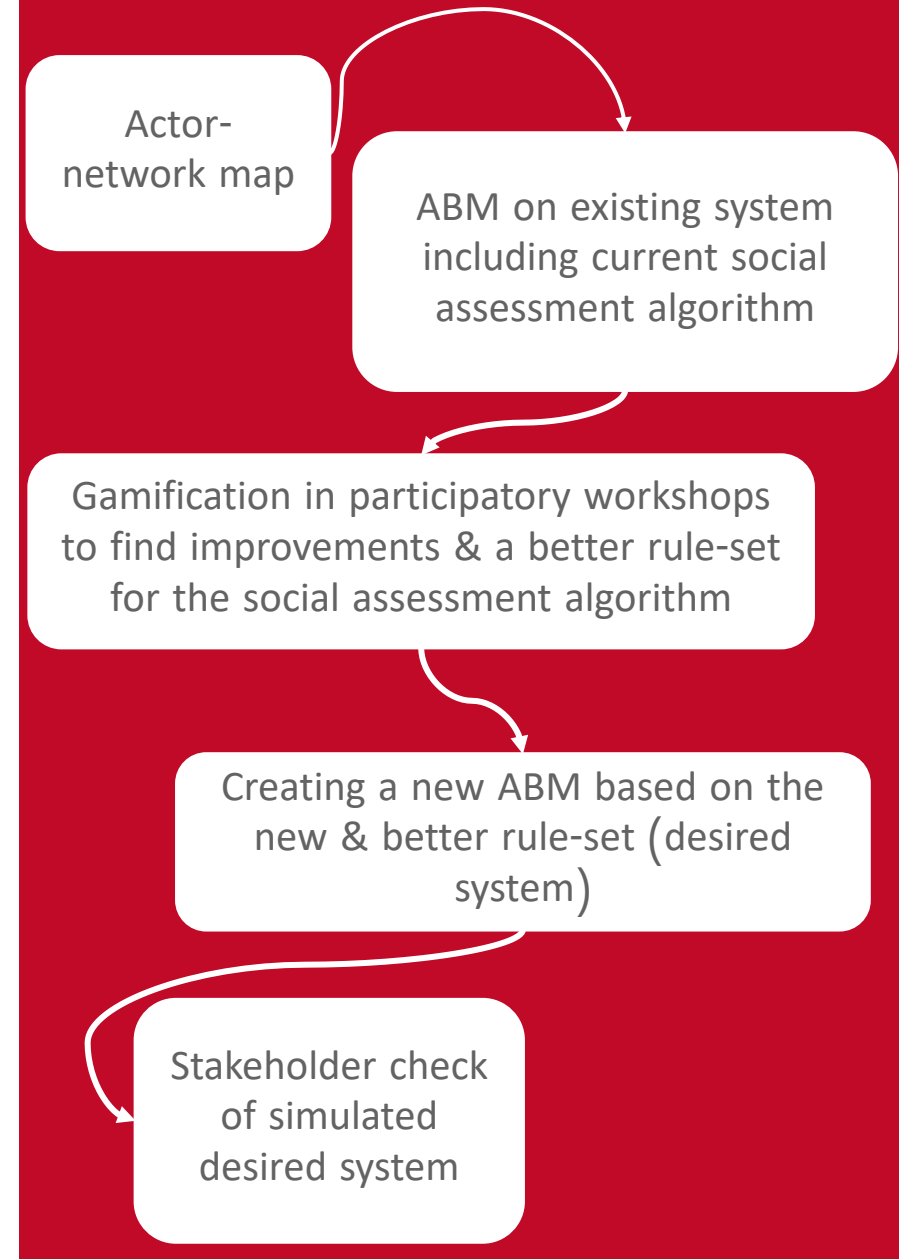 Actor-
network map
ABM on existing system
including current social
assessment algorithm
Gamification in participatory workshops
to find improvements & a better rule-set
for the social assessment algorithm
Creating a new ABM based on the
new & better rule-set (desired
system)
Stakeholder check
of simulated
desired system